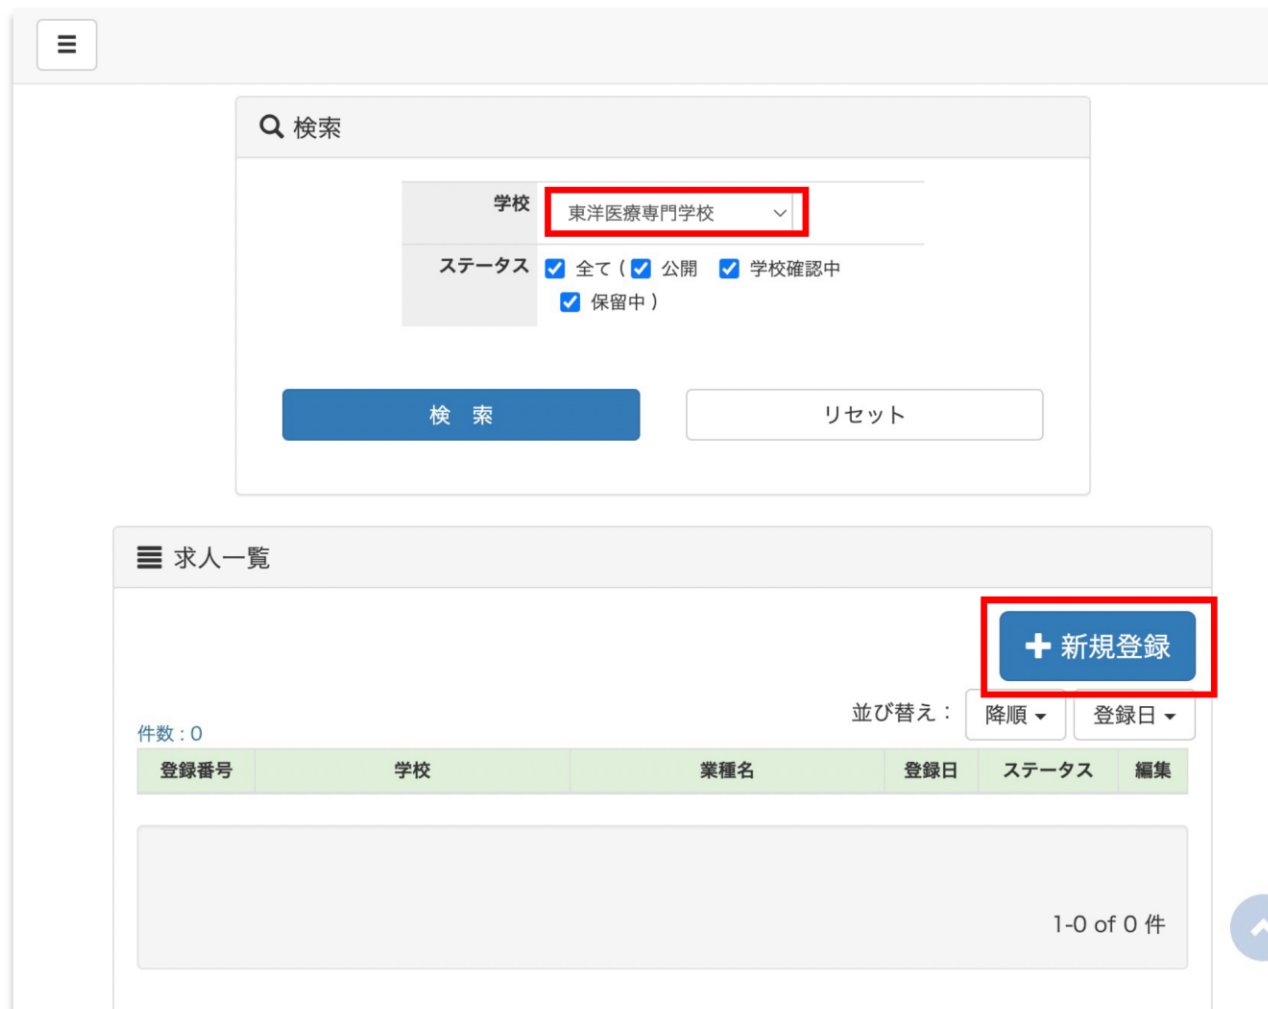 検索
学校
東洋医療専門学校
ステータス 全て ( 公開 学校確認中
保留中 )
検 索 リセット
求人一覧
新規登録
並び替え : 降順 登録日
件数 : 0
登録番号 学校 業種名 登録日 ステータス 編集
1-0 of 0 件